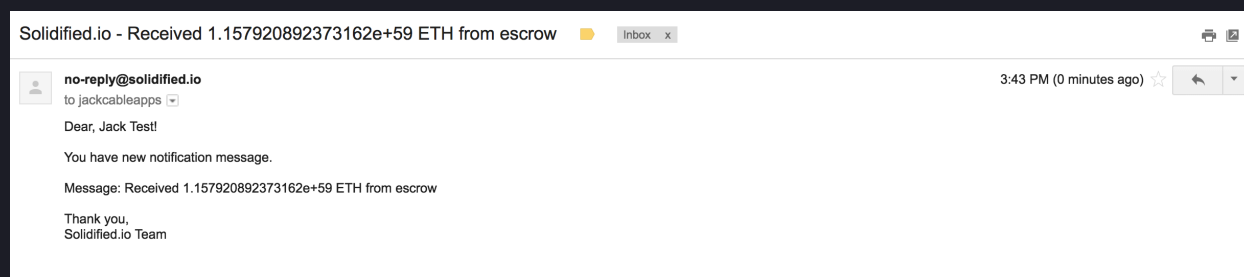 Solidified.io - Received 1.157920892373162e+59 ETH from escrow Inbox x
no-reply@solidified.io 3:43 PM (0 minutes ago)
to jackcableapps
Dear, Jack Test!
You have new notification message.
Message: Received 1.157920892373162e+59 ETH from escrow
Thank you,
Solidified.io Team